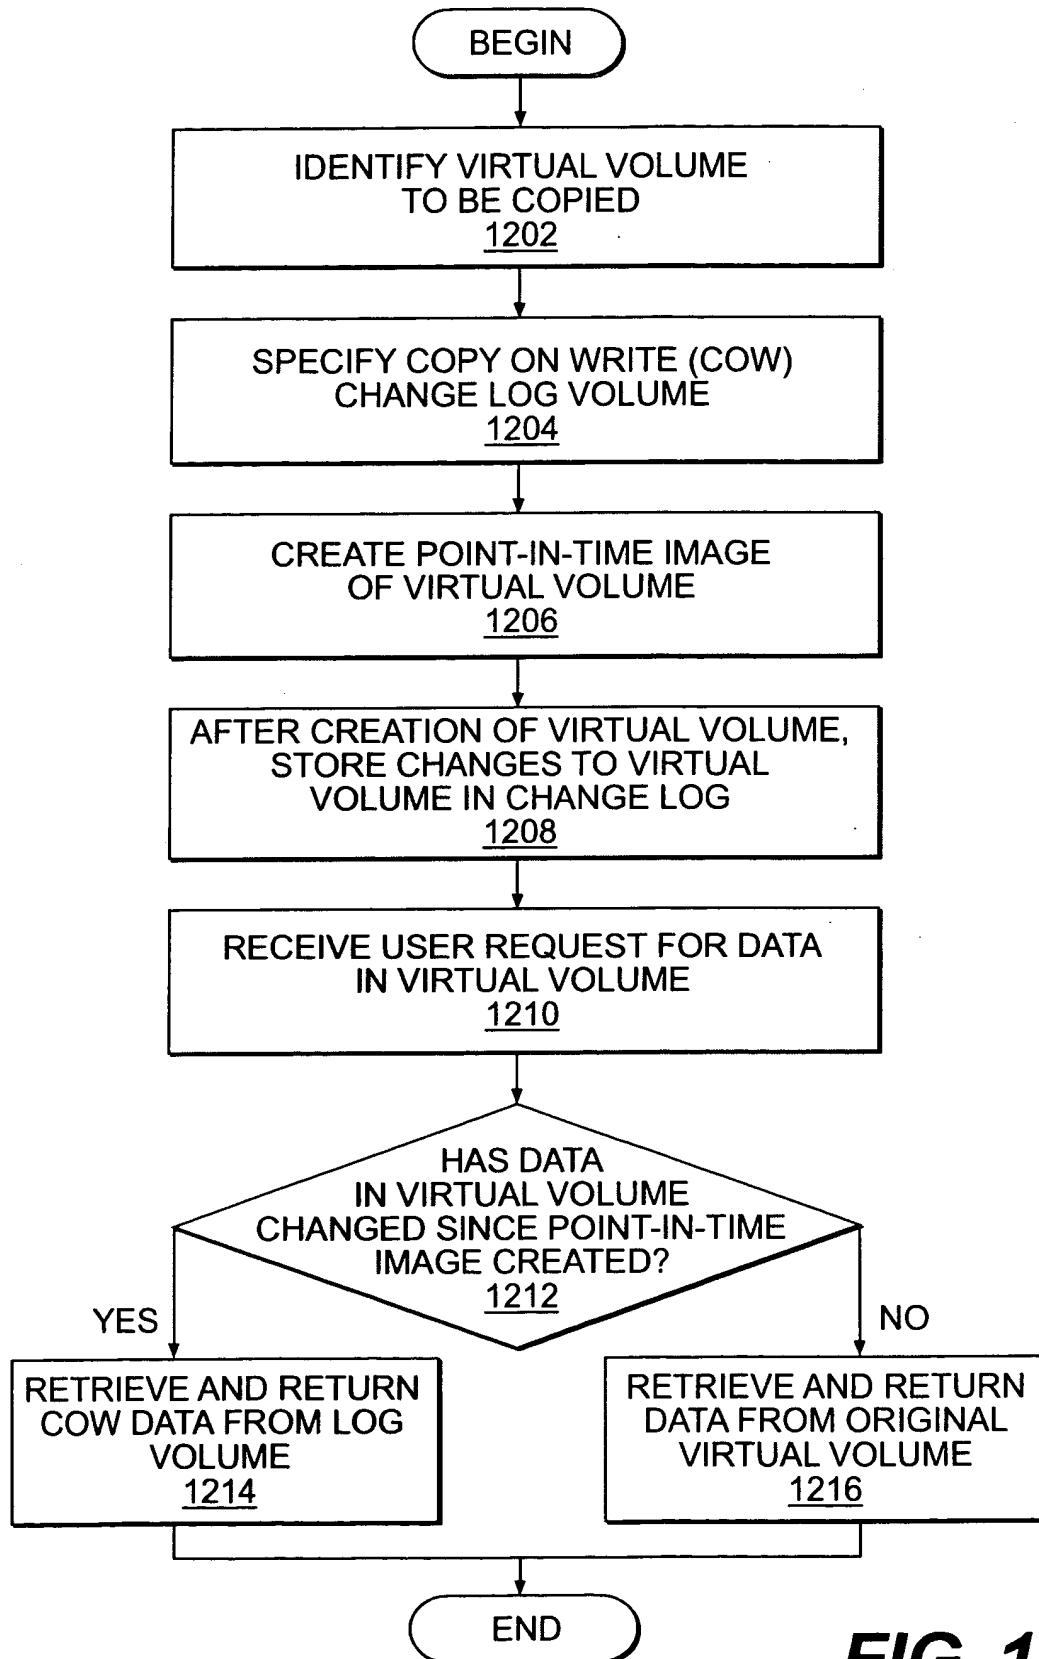 BEGIN
IDENTIFY VIRTUAL VOLUME
TO BE COPIED
1202
SPECIFY COPY ON WRITE (COW)
CHANGE LOG VOLUME
1204
CREATE POINT-IN-TIME IMAGE
OF VIRTUAL VOLUME
1206
AFTER CREATION OF VIRTUAL VOLUME,
STORE CHANGES TO VIRTUAL
VOLUME IN CHANGE LOG
1208
RECEIVE USER REQUEST FOR DATA
IN VIRTUAL VOLUME
1210
HAS DATA
IN VIRTUAL VOLUME
CHANGED SINCE POINT-IN-TIME
IMAGE CREATED?
1212
YES
NO
RETRIEVE AND RETURN
COW DATA FROM LOG
VOLUME
1214
RETRIEVE AND RETURN
DATA FROM ORIGINAL
VIRTUAL VOLUME
1216
END
FIG. 1